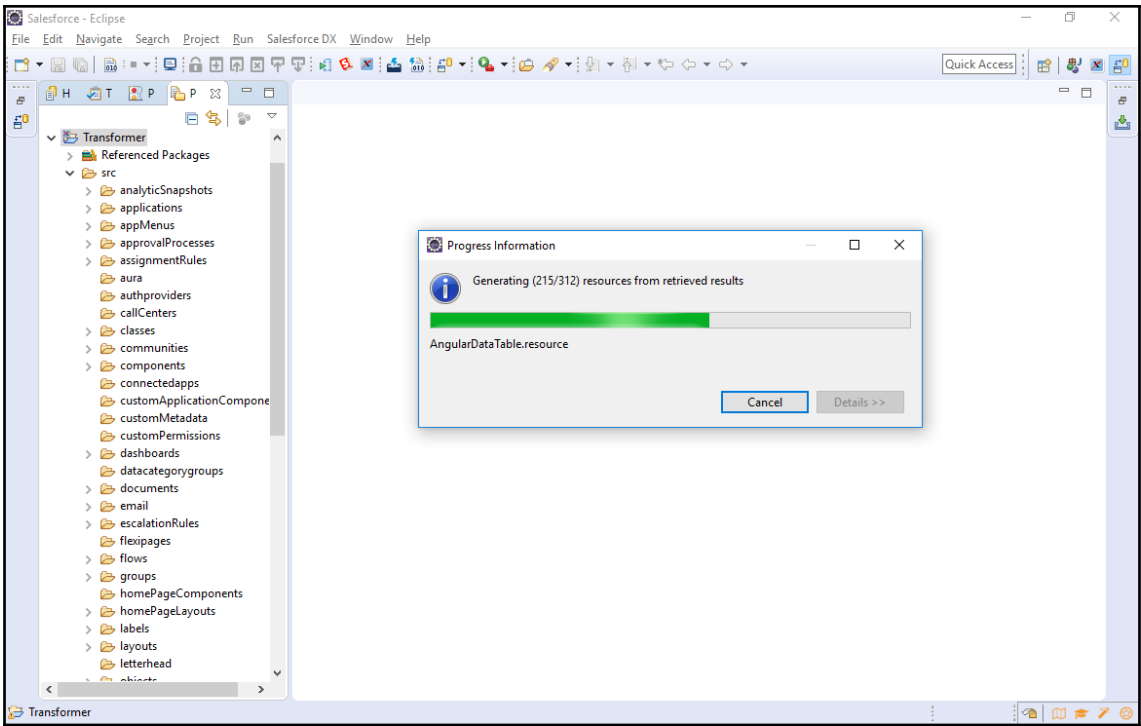 Salesforce - Eclipse
File Edit Navigate Search Project Run Salesforce DX Window Help
Quick Access
H T P P
Transformer
Referenced Packages
src
analyticSnapshots
applications
appMenus
approvalProcesses
assignmentRules
aura
authproviders
callCenters
classes
communities
components
connectedapps
customApplicationCompone
customMetadata
customPermissions
dashboards
datacategorygroups
documents
email
escalationRules
flexipages
flows
groups
homePageComponents
homePageLayouts
labels
layouts
letterhead
objects
Progress Information
Generating (215/312) resources from retrieved results
AngularDataTable.resource
Cancel Details >>
Transformer